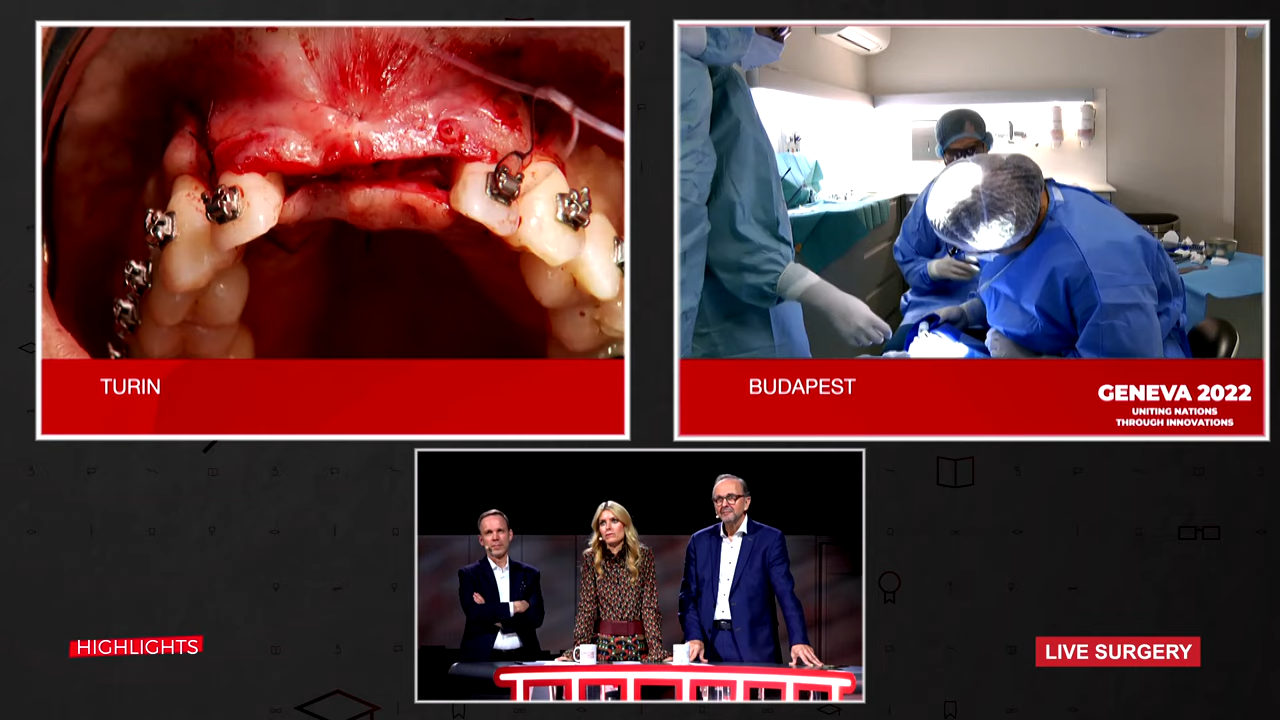 TURIN
BUDAPEST
GENEVA 2022
UNITING NATIONS
THROUGH INNOVATIONS
HIGHLIGHTS
LIVE SURGERY